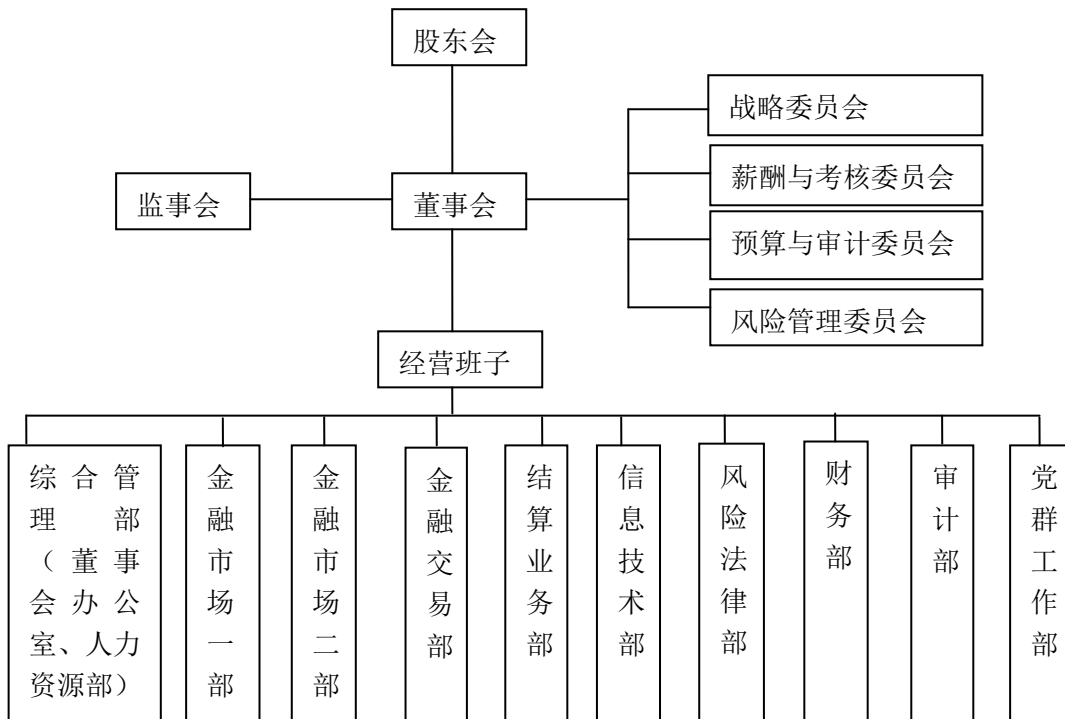 股东会
战略委员会
薪酬与考核委员会
监事会
董事会
预算与审计委员会
风险管理委员会
经营班子
综合管
理部
（董事
会办公
室、人力
资源部）
金融市场一部
金融市场二部
金融交易部
结算业务部
信息技术部
风险法律部
财务部
审计部
党群工作部